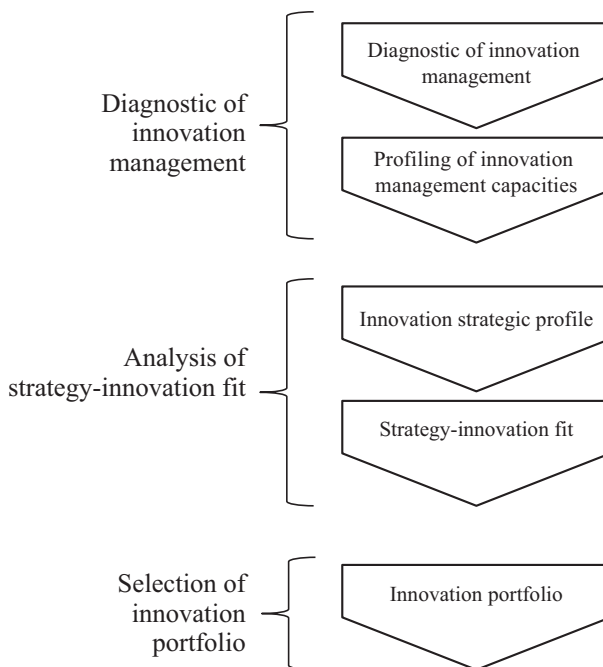 Diagnostic of
innovation
management
Diagnostic of innovation
management
Profiling of innovation
management capacities
Analysis of
strategy-innovation fit
Innovation strategic profile
Strategy-innovation fit
Selection of
innovation
portfolio
Innovation portfolio